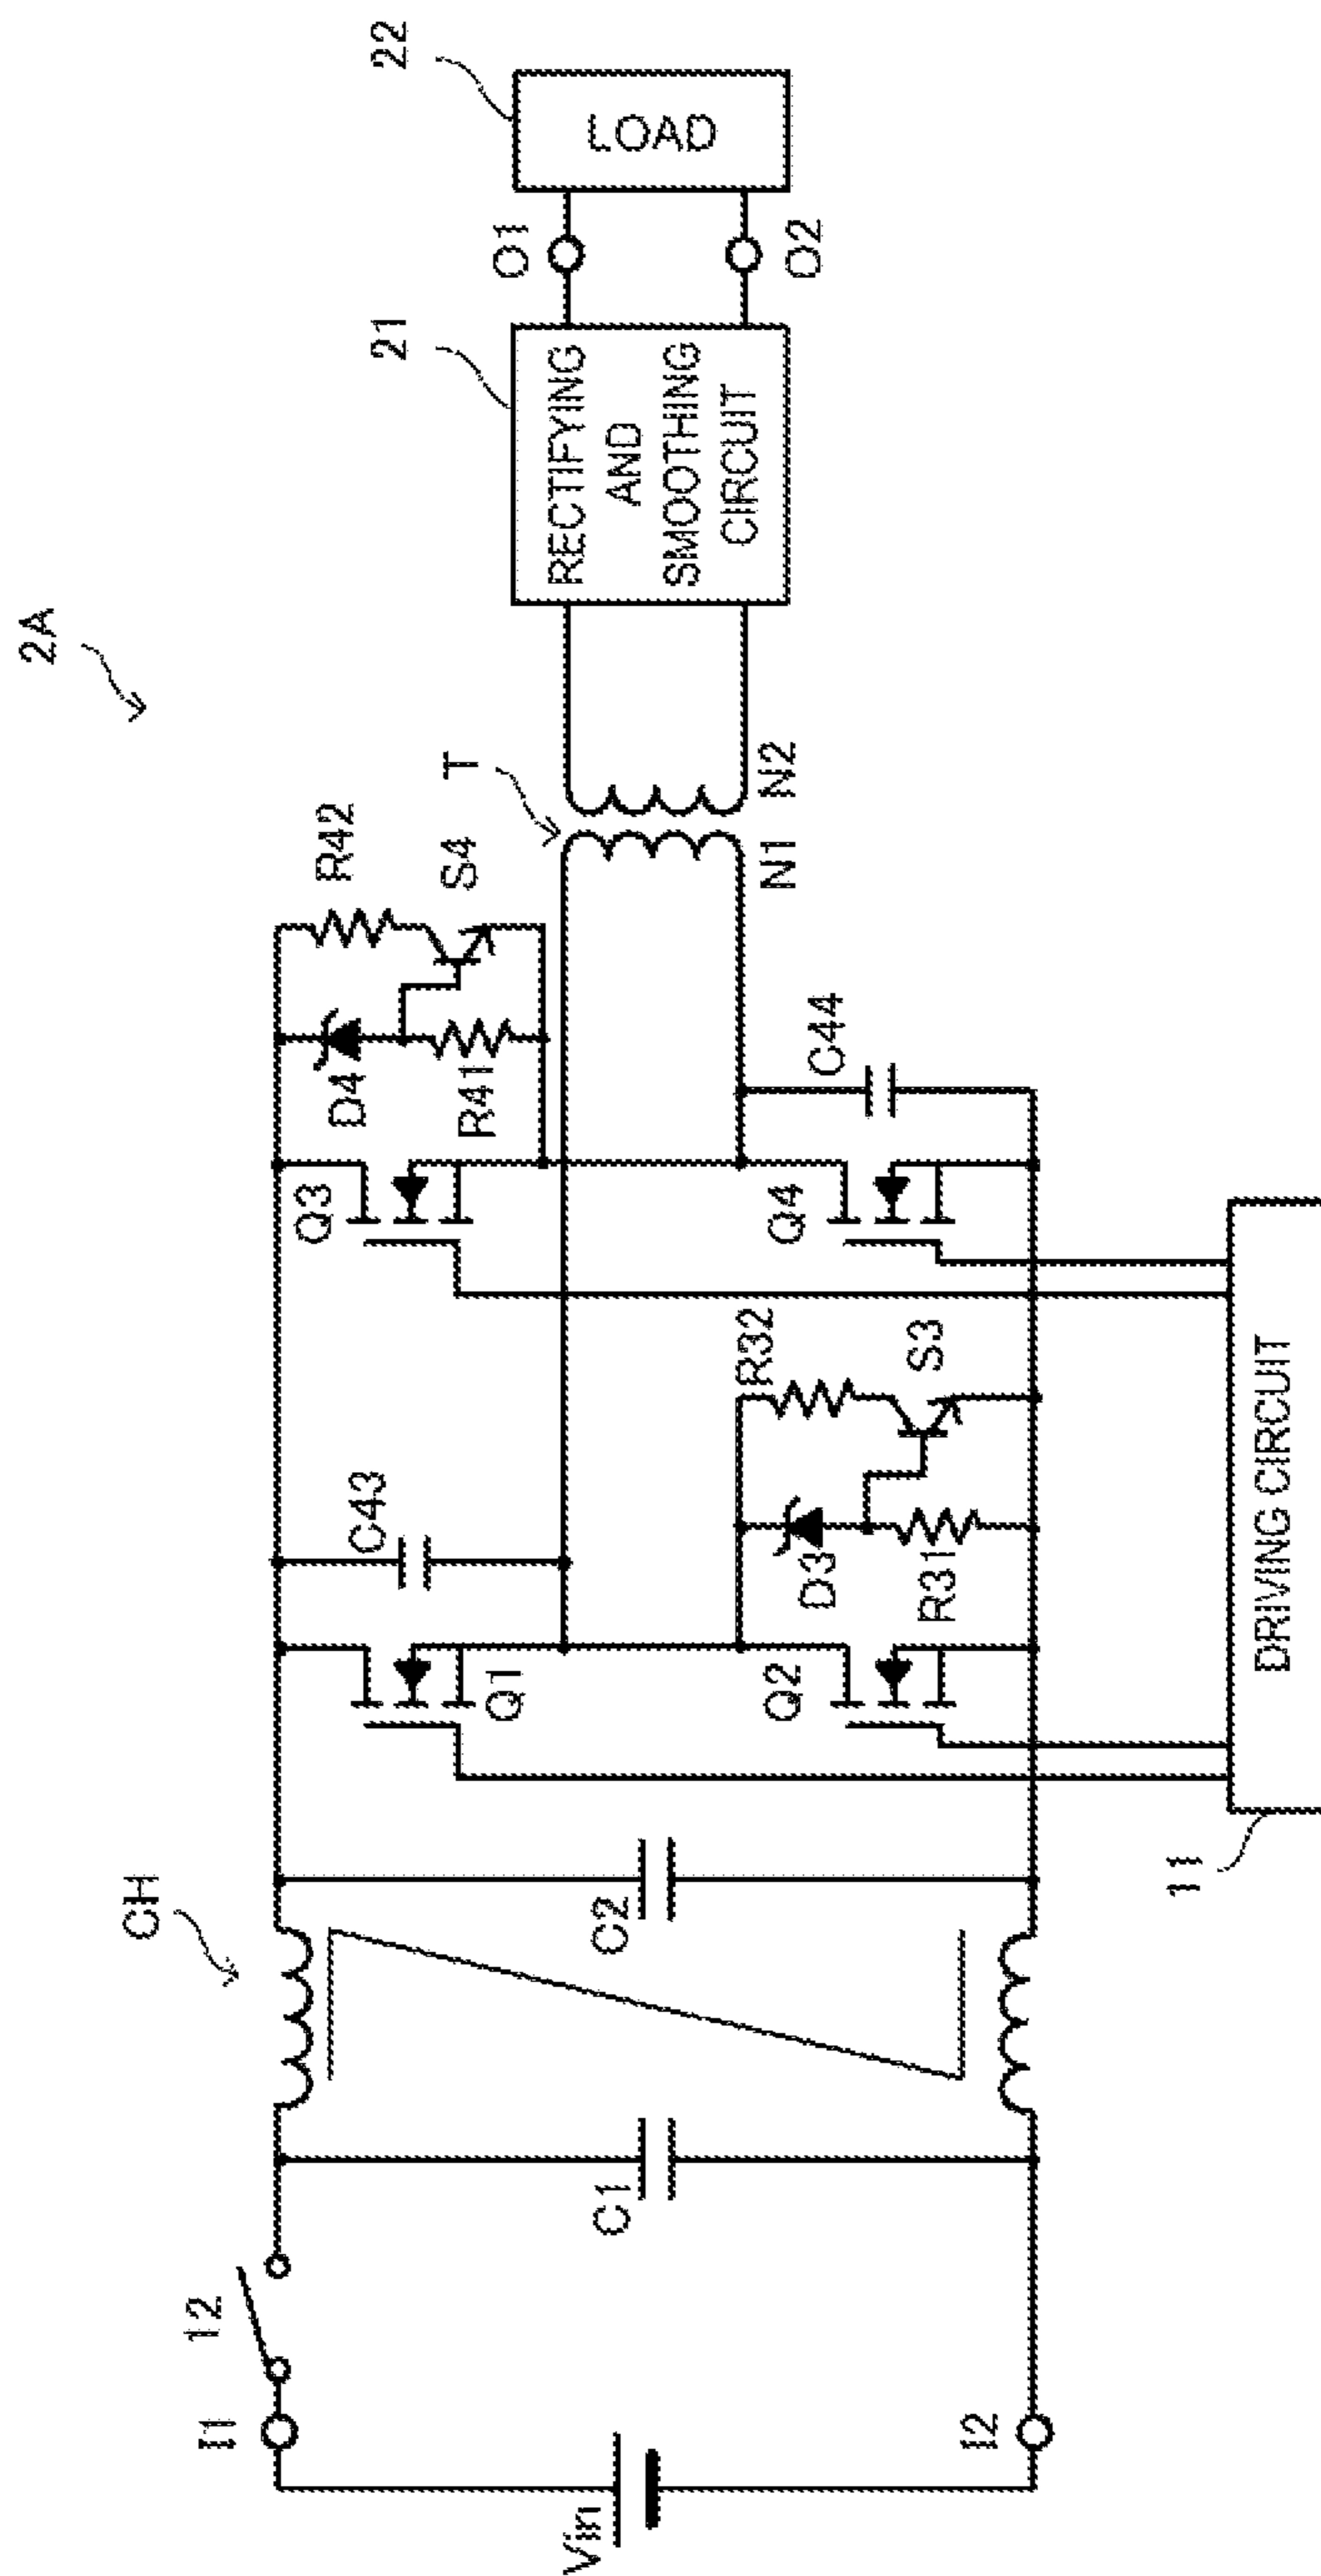 2A
CH
I1
12
Vin
I2
C1
C2
Q1
Q2
C43
D3
R31
R32
S3
Q3
Q4
D4
R41
R42
S4
C44
T
N1
N2
21
RECTIFYING
AND
SMOOTHING
CIRCUIT
O1
O2
22
LOAD
11
DRIVING CIRCUIT